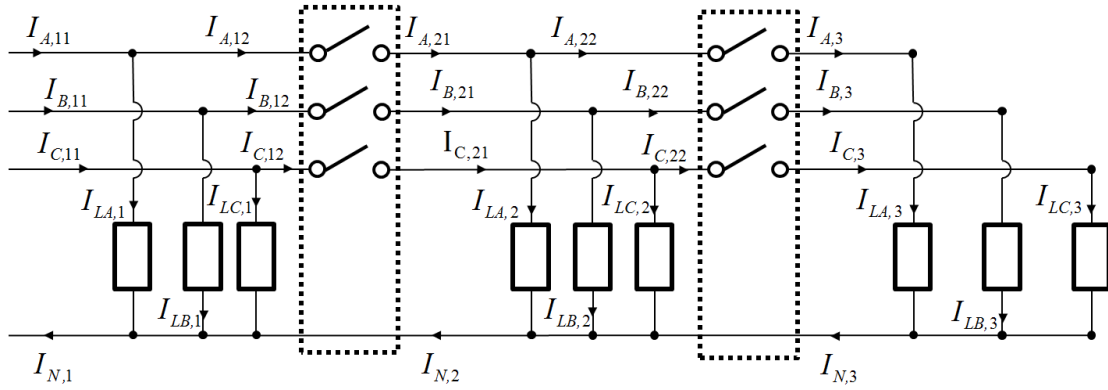 I_{A,11} I_{A,12} I_{A,21} I_{A,22} I_{A,3}
I_{B,11} I_{B,12} I_{B,21} I_{B,22} I_{B,3}
I_{C,11} I_{C,12} I_{C,21} I_{C,22} I_{C,3}
I_{LA,1} I_{LC,1} I_{LA,2} I_{LC,2} I_{LA,3} I_{LC,3}
I_{LB,1} I_{LB,2} I_{LB,3}
I_{N,1} I_{N,2} I_{N,3}